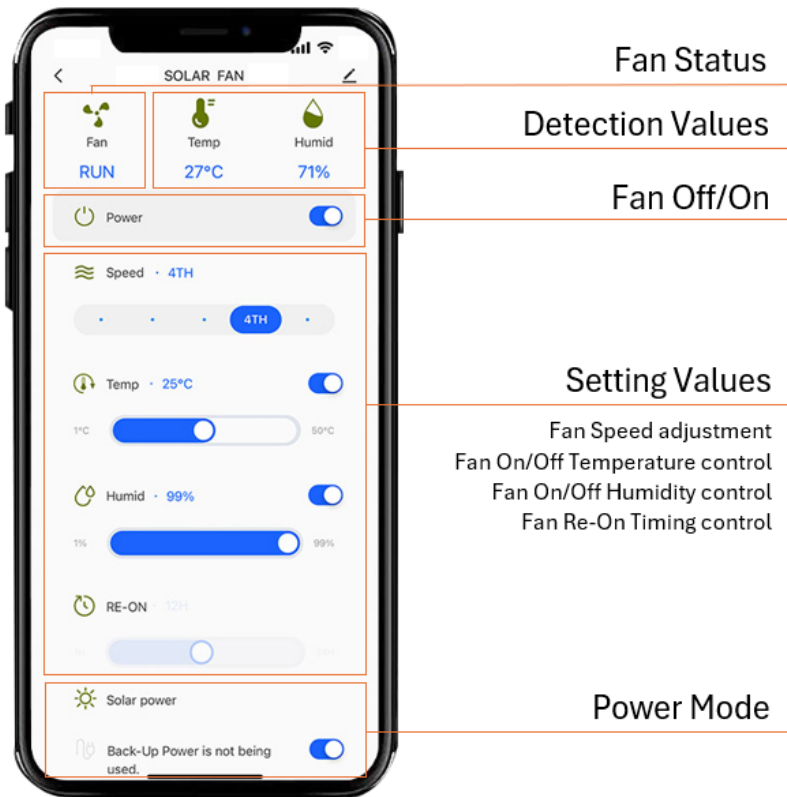 SOLAR FAN
Fan Status
Fan
Temp
Humid
RUN
27°C
71%
Detection Values
Power
Fan Off/On
Speed · 4TH
4TH
Temp · 25°C
1°C
50°C
Humid · 99%
1%
99%
RE-ON · 12H
Setting Values
Fan Speed adjustment
Fan On/Off Temperature control
Fan On/Off Humidity control
Fan Re-On Timing control
Solar power
Back-Up Power is not being
used.
Power Mode